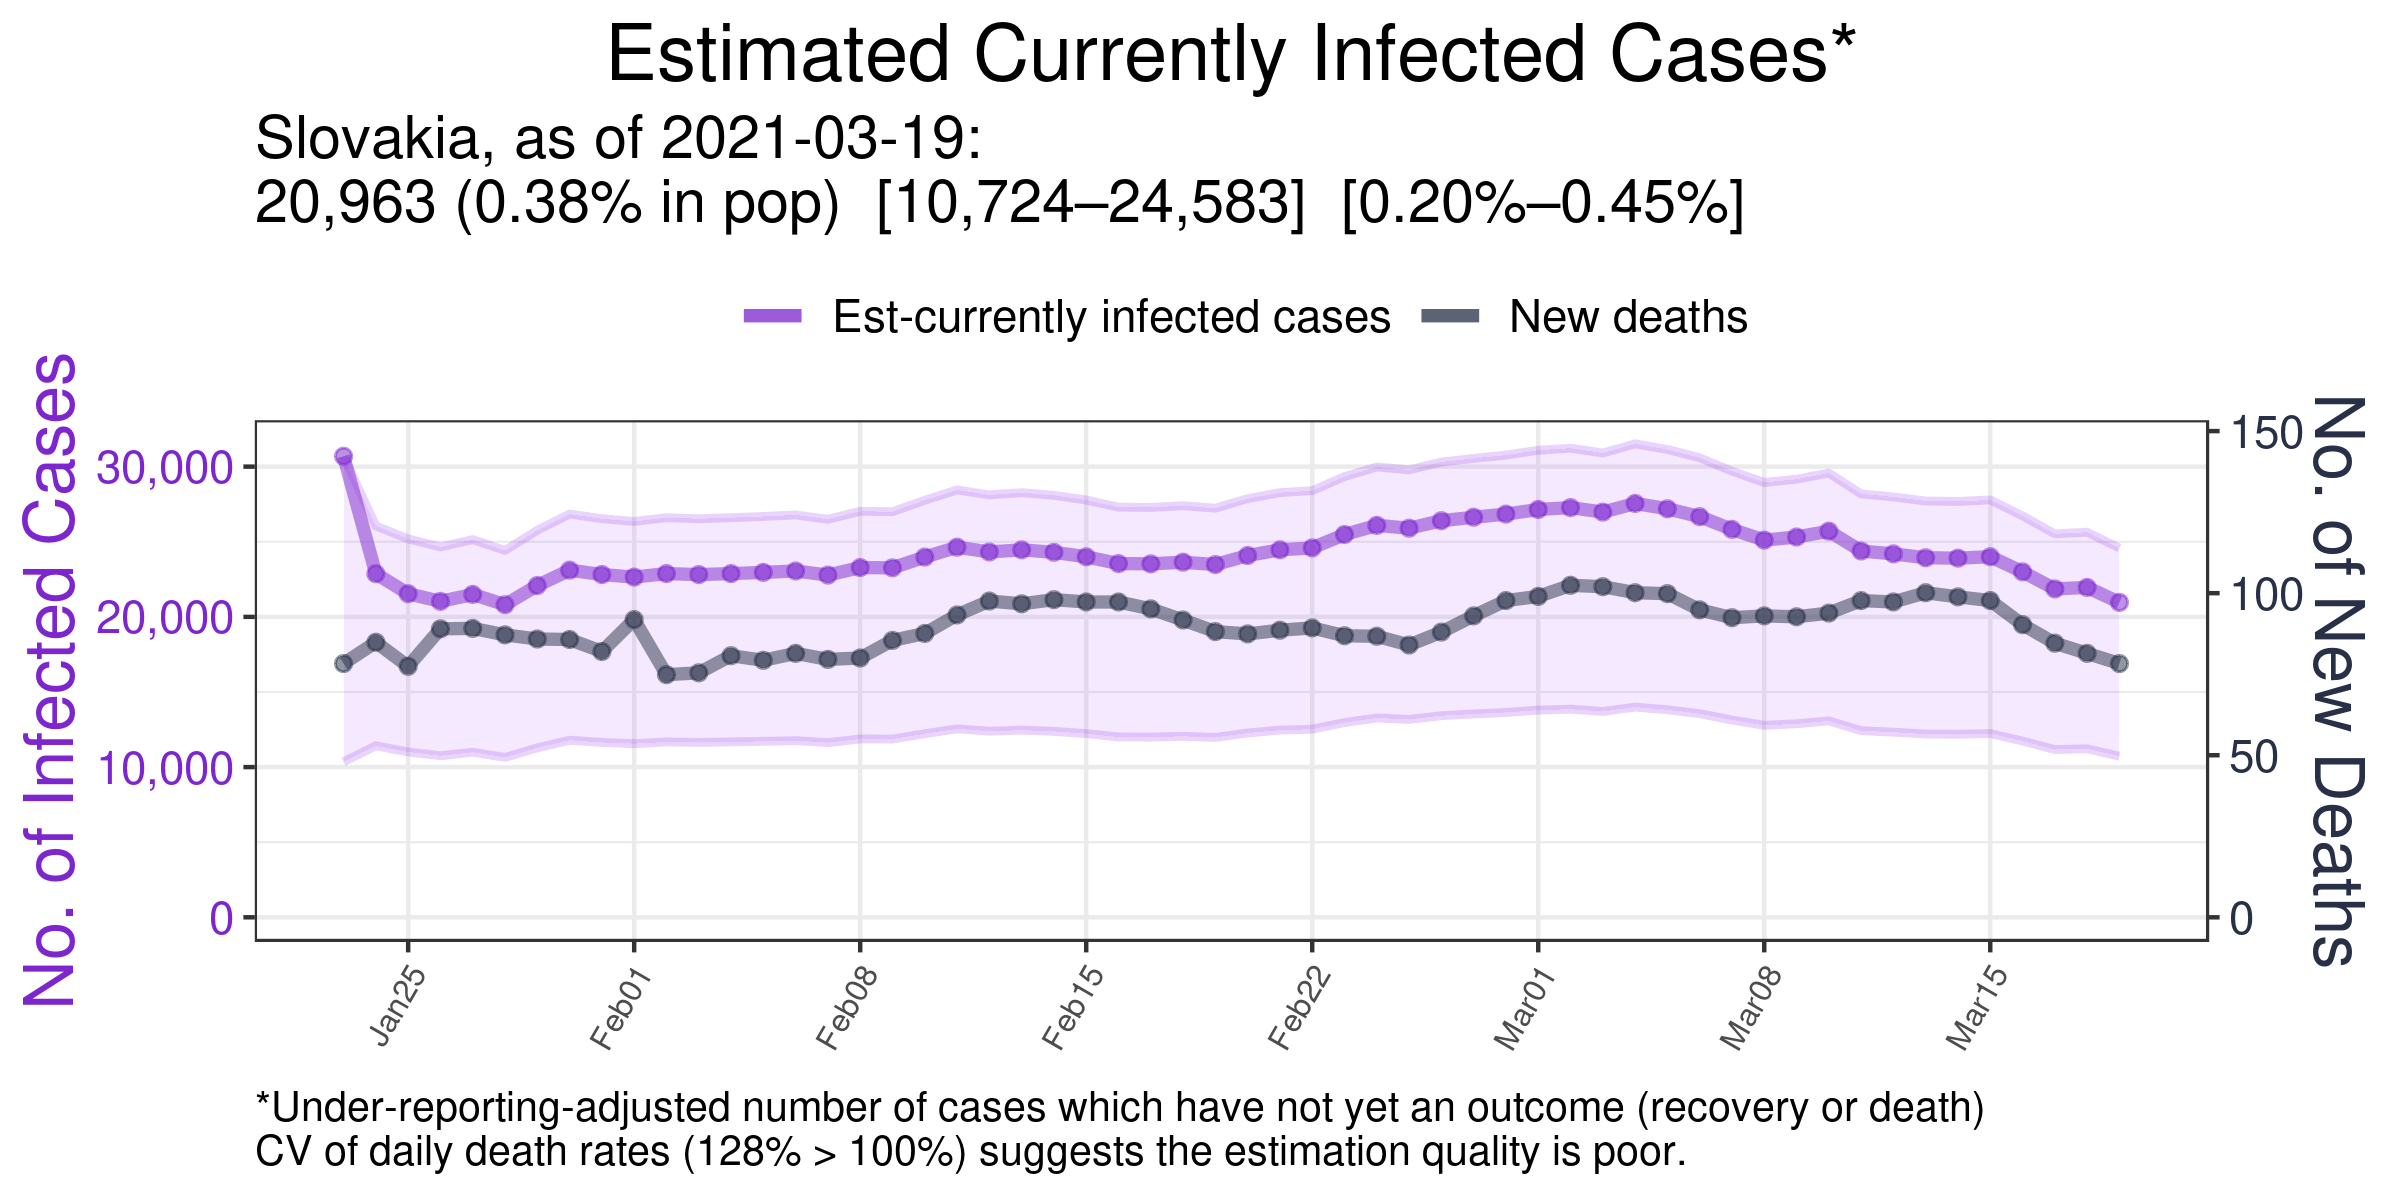 Estimated Currently Infected Cases*
Slovakia, as of 2021-03-19:
20,963 (0.38% in pop)  [10,724–24,583]  [0.20%–0.45%]
Est-currently infected cases
New deaths
No. of Infected Cases
30,000
20,000
10,000
0
150
100
50
0
No. of New Deaths
Jan25
Feb01
Feb08
Feb15
Feb22
Mar01
Mar08
Mar15
*Under-reporting-adjusted number of cases which have not yet an outcome (recovery or death)
CV of daily death rates (128% > 100%) suggests the estimation quality is poor.